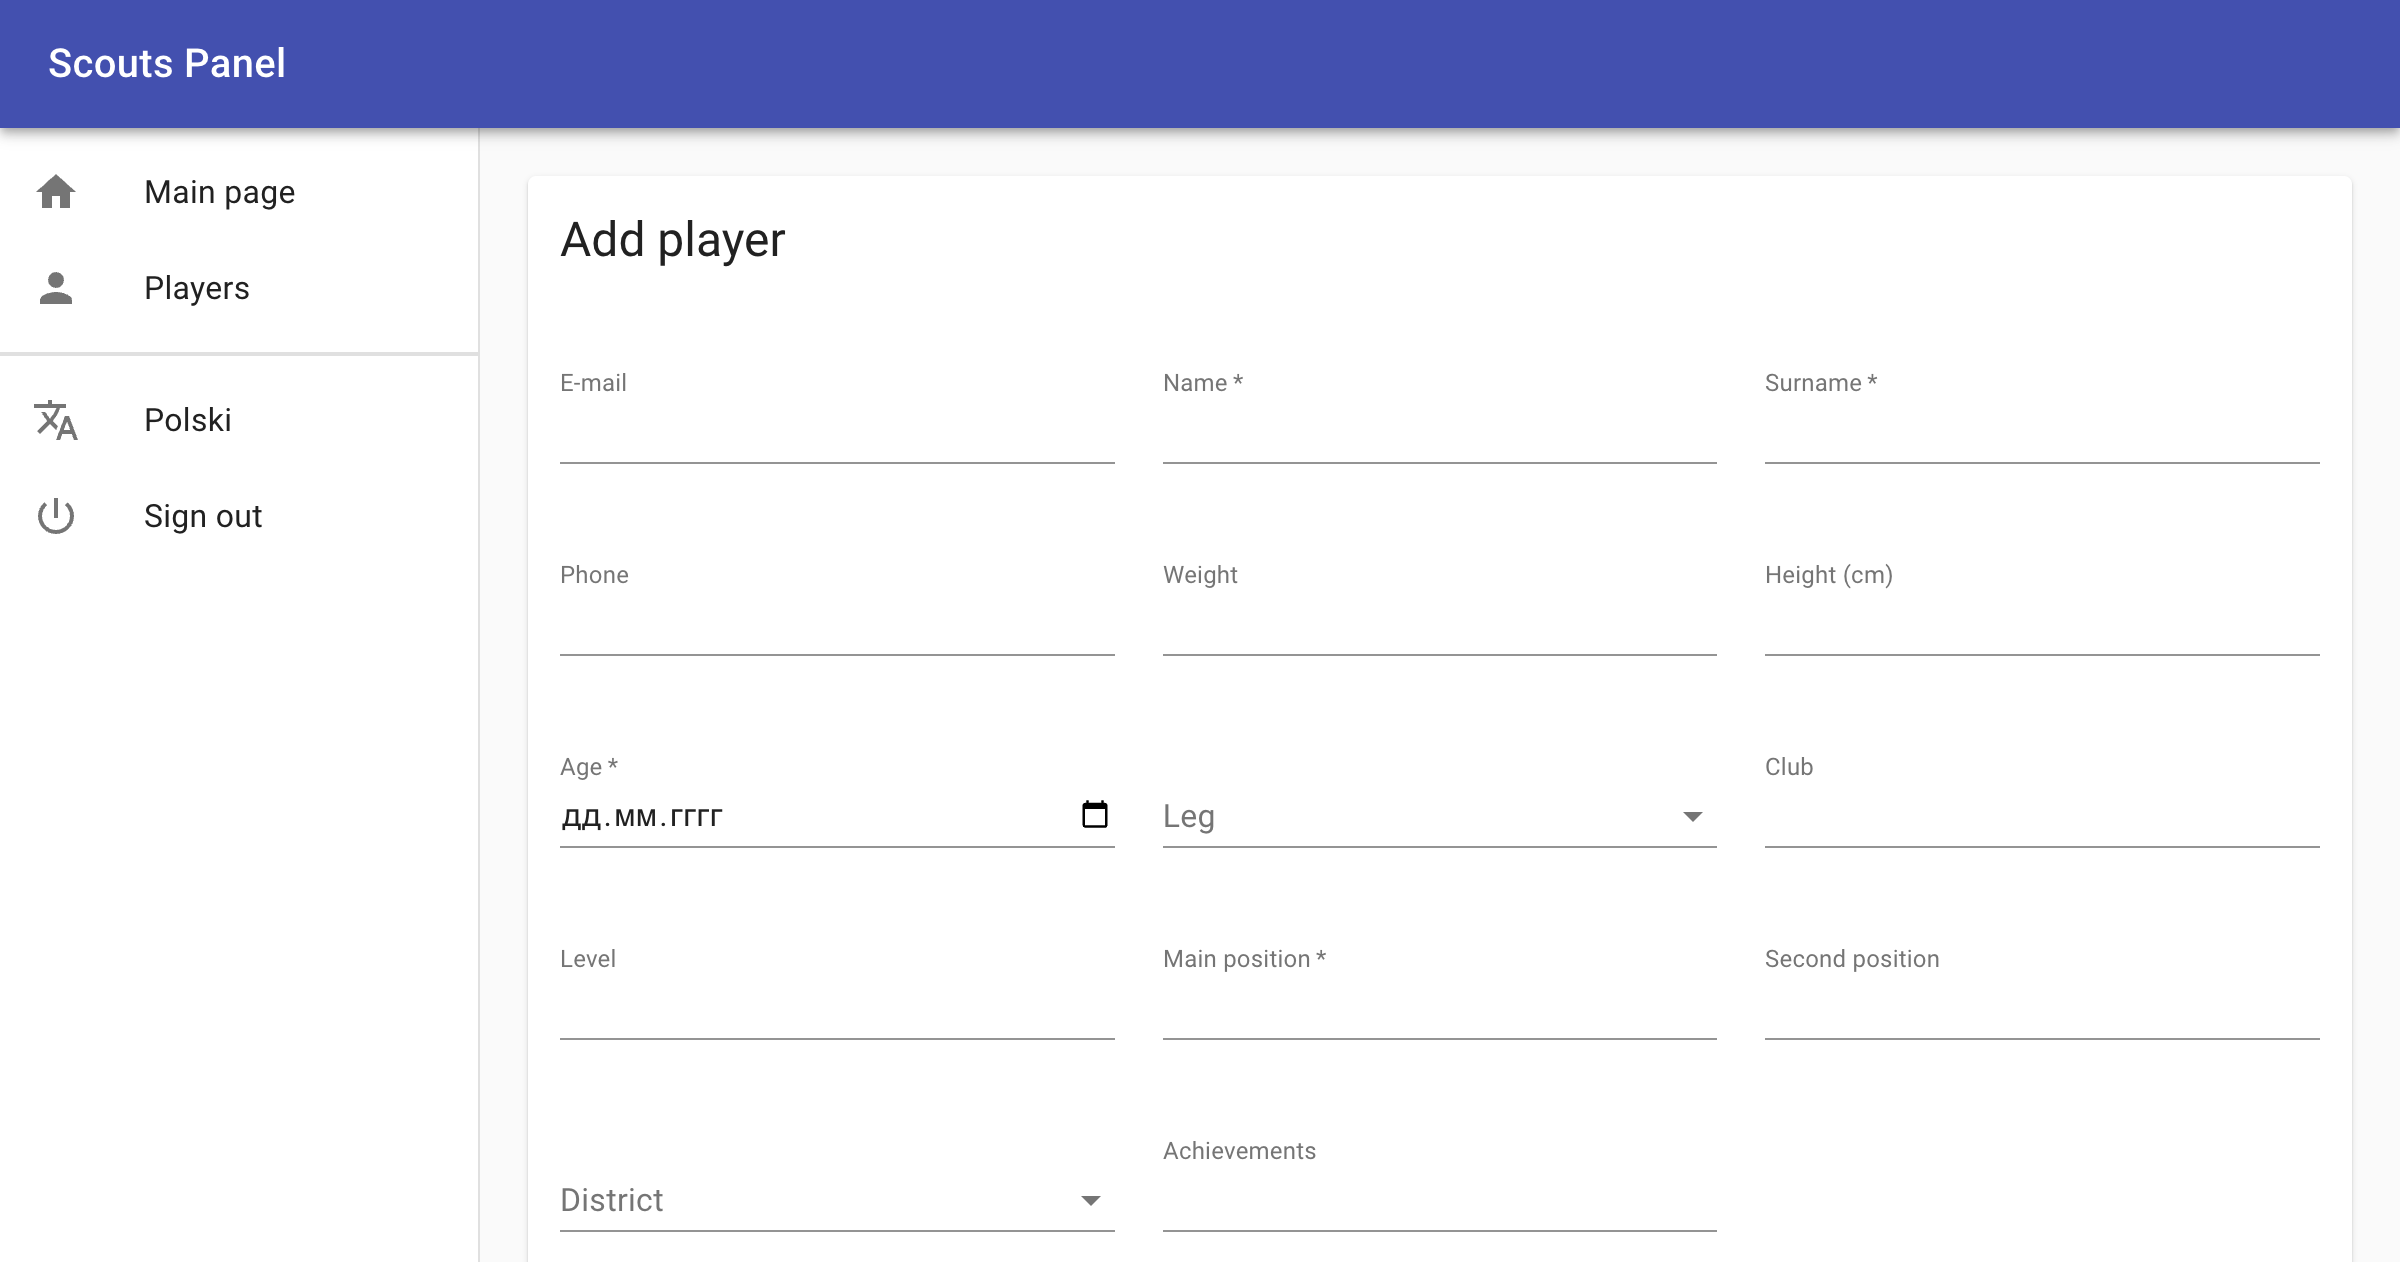 Scouts Panel
Main page
Players
Polski
Sign out
Add player
E-mail
Name *
Surname *
Phone
Weight
Height (cm)
Age *
дд.мм.гггг
Leg
Club
Level
Main position *
Second position
District
Achievements